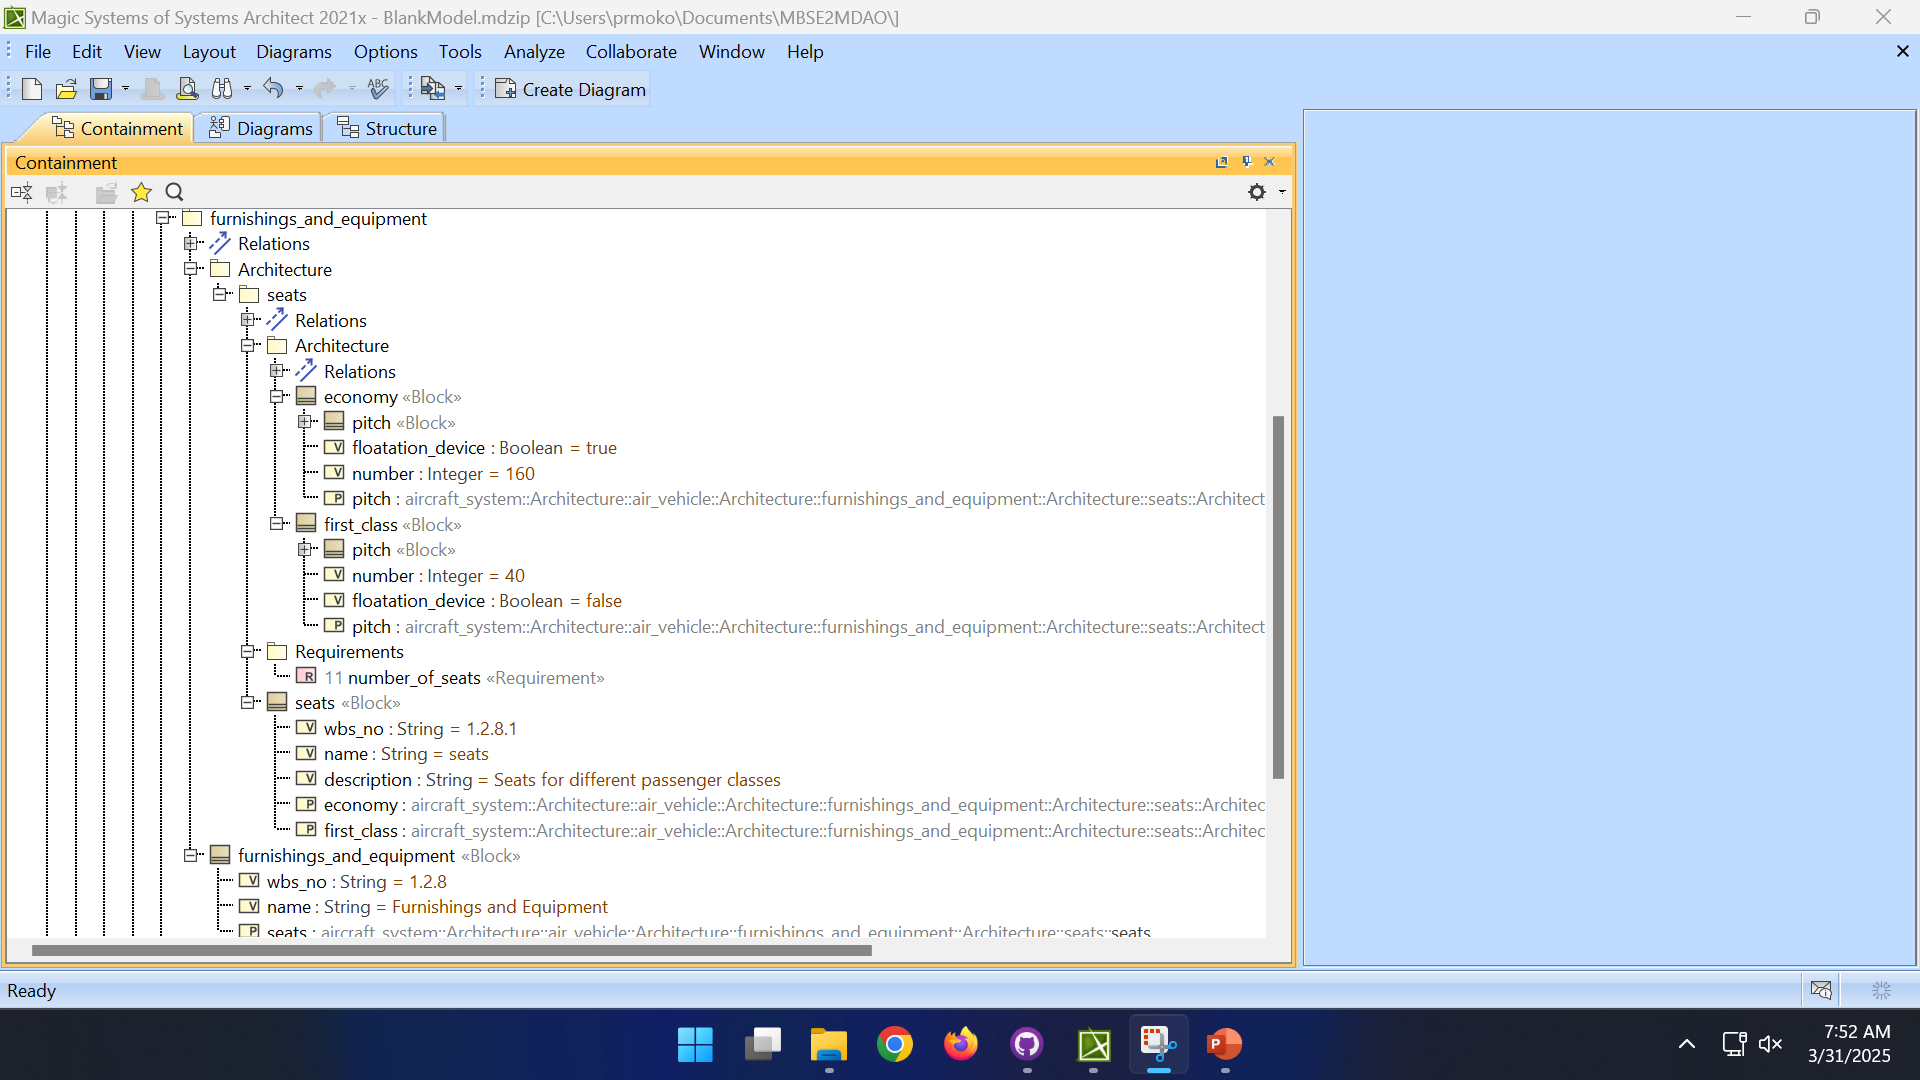 Magic Systems of Systems Architect 2021x - BlankModel.mdzip [C:\Users\prmoko\Documents\MBSE2MDAO\]
File Edit View Layout Diagrams Options Tools Analyze Collaborate Window Help
ABC Create Diagram
Containment Diagrams Structure
Containment
furnishings_and_equipment
Relations
Architecture
seats
Relations
Architecture
Relations
economy «Block»
pitch «Block»
V floatation_device : Boolean = true
V number : Integer = 160
P pitch : aircraft_system::Architecture::air_vehicle::Architecture::furnishings_and_equipment::Architecture::seats::Architect
first_class «Block»
pitch «Block»
V number : Integer = 40
V floatation_device : Boolean = false
P pitch : aircraft_system::Architecture::air_vehicle::Architecture::furnishings_and_equipment::Architecture::seats::Architect
Requirements
R 11 number_of_seats «Requirement»
seats «Block»
V wbs_no : String = 1.2.8.1
V name : String = seats
V description : String = Seats for different passenger classes
P economy : aircraft_system::Architecture::air_vehicle::Architecture::furnishings_and_equipment::Architecture::seats::Architec
P first_class : aircraft_system::Architecture::air_vehicle::Architecture::furnishings_and_equipment::Architecture::seats::Architec
furnishings_and_equipment «Block»
V wbs_no : String = 1.2.8
V name : String = Furnishings and Equipment
P seats : aircraft_system::Architecture::air_vehicle::Architecture::furnishings_and_equipment::Architecture::seats::seats
Ready
P
7:52 AM
3/31/2025